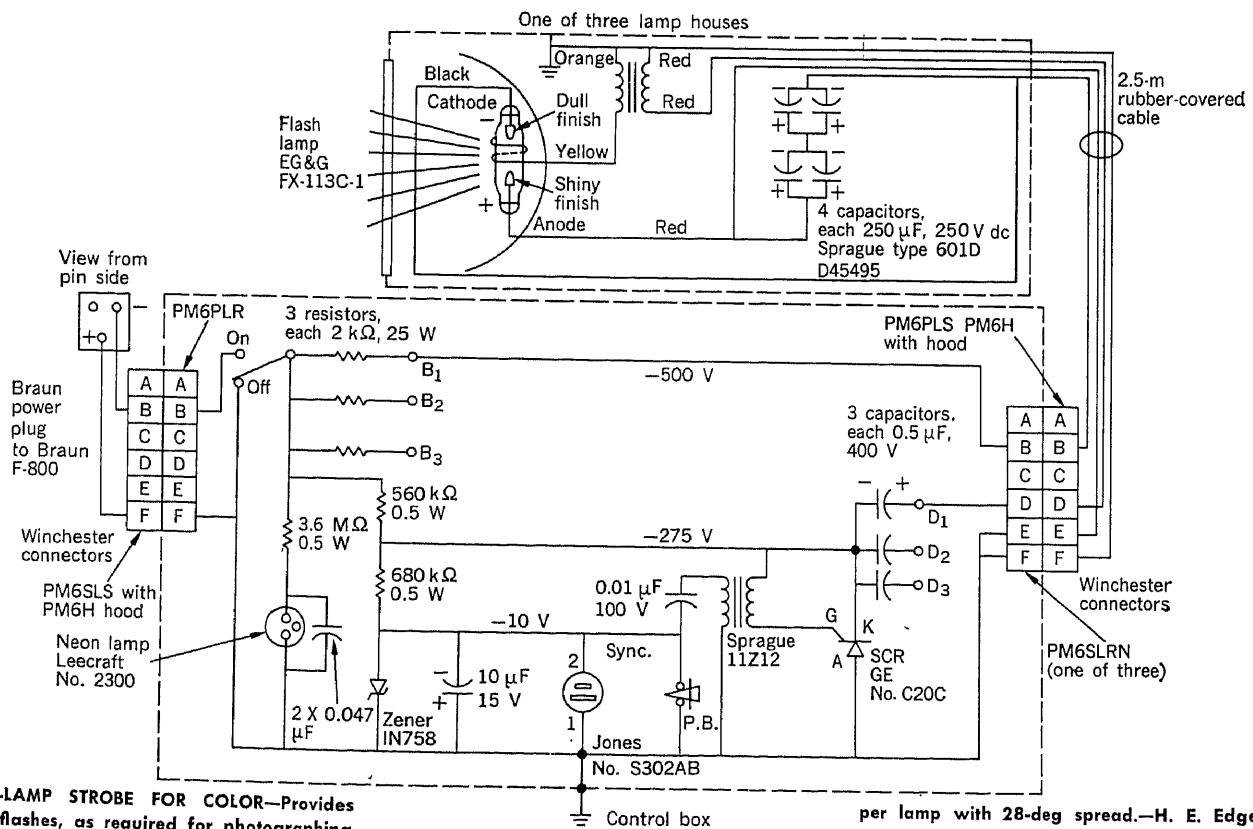 One of three lamp houses
Orange
Red
Black
Cathode
−
Dull
finish
Red
Yellow
Flash
lamp
EG&G
FX-113C-1
Shiny
finish
+
Anode
Red
− −
+ +
− −
+ +
4 capacitors,
each 250 μF, 250 V dc
Sprague type 601D
D45495
2.5-m
rubber-covered
cable
View from
pin side
−
+
PM6PLR
3 resistors,
each 2 kΩ, 25 W
On
Off
B1
B2
B3
−500 V
PM6PLS PM6H
with hood
Braun
power
plug
to Braun
F-800
A A
B B
C C
D D
E E
F F
3 capacitors,
each 0.5 μF,
400 V
− +
D1
D2
D3
A A
B B
C C
D D
E E
F F
560 kΩ
0.5 W
3.6 MΩ
0.5 W
−275 V
680 kΩ
0.5 W
0.01 μF
100 V
Winchester
connectors
PM6SLS with
PM6H hood
Neon lamp
Leecraft
No. 2300
−10 V
Sync.
Sprague
11Z12
G
K
A
SCR
GE
No. C20C
Winchester
connectors
PM6SLRN
(one of three)
2 X 0.047
μF
Zener
IN758
−
+
10 μF
15 V
2
1
P.B.
Jones
No. S302AB
Control box
-LAMP STROBE FOR COLOR—Provides
flashes, as required for photographing
per lamp with 28-deg spread.—H. E. Edge